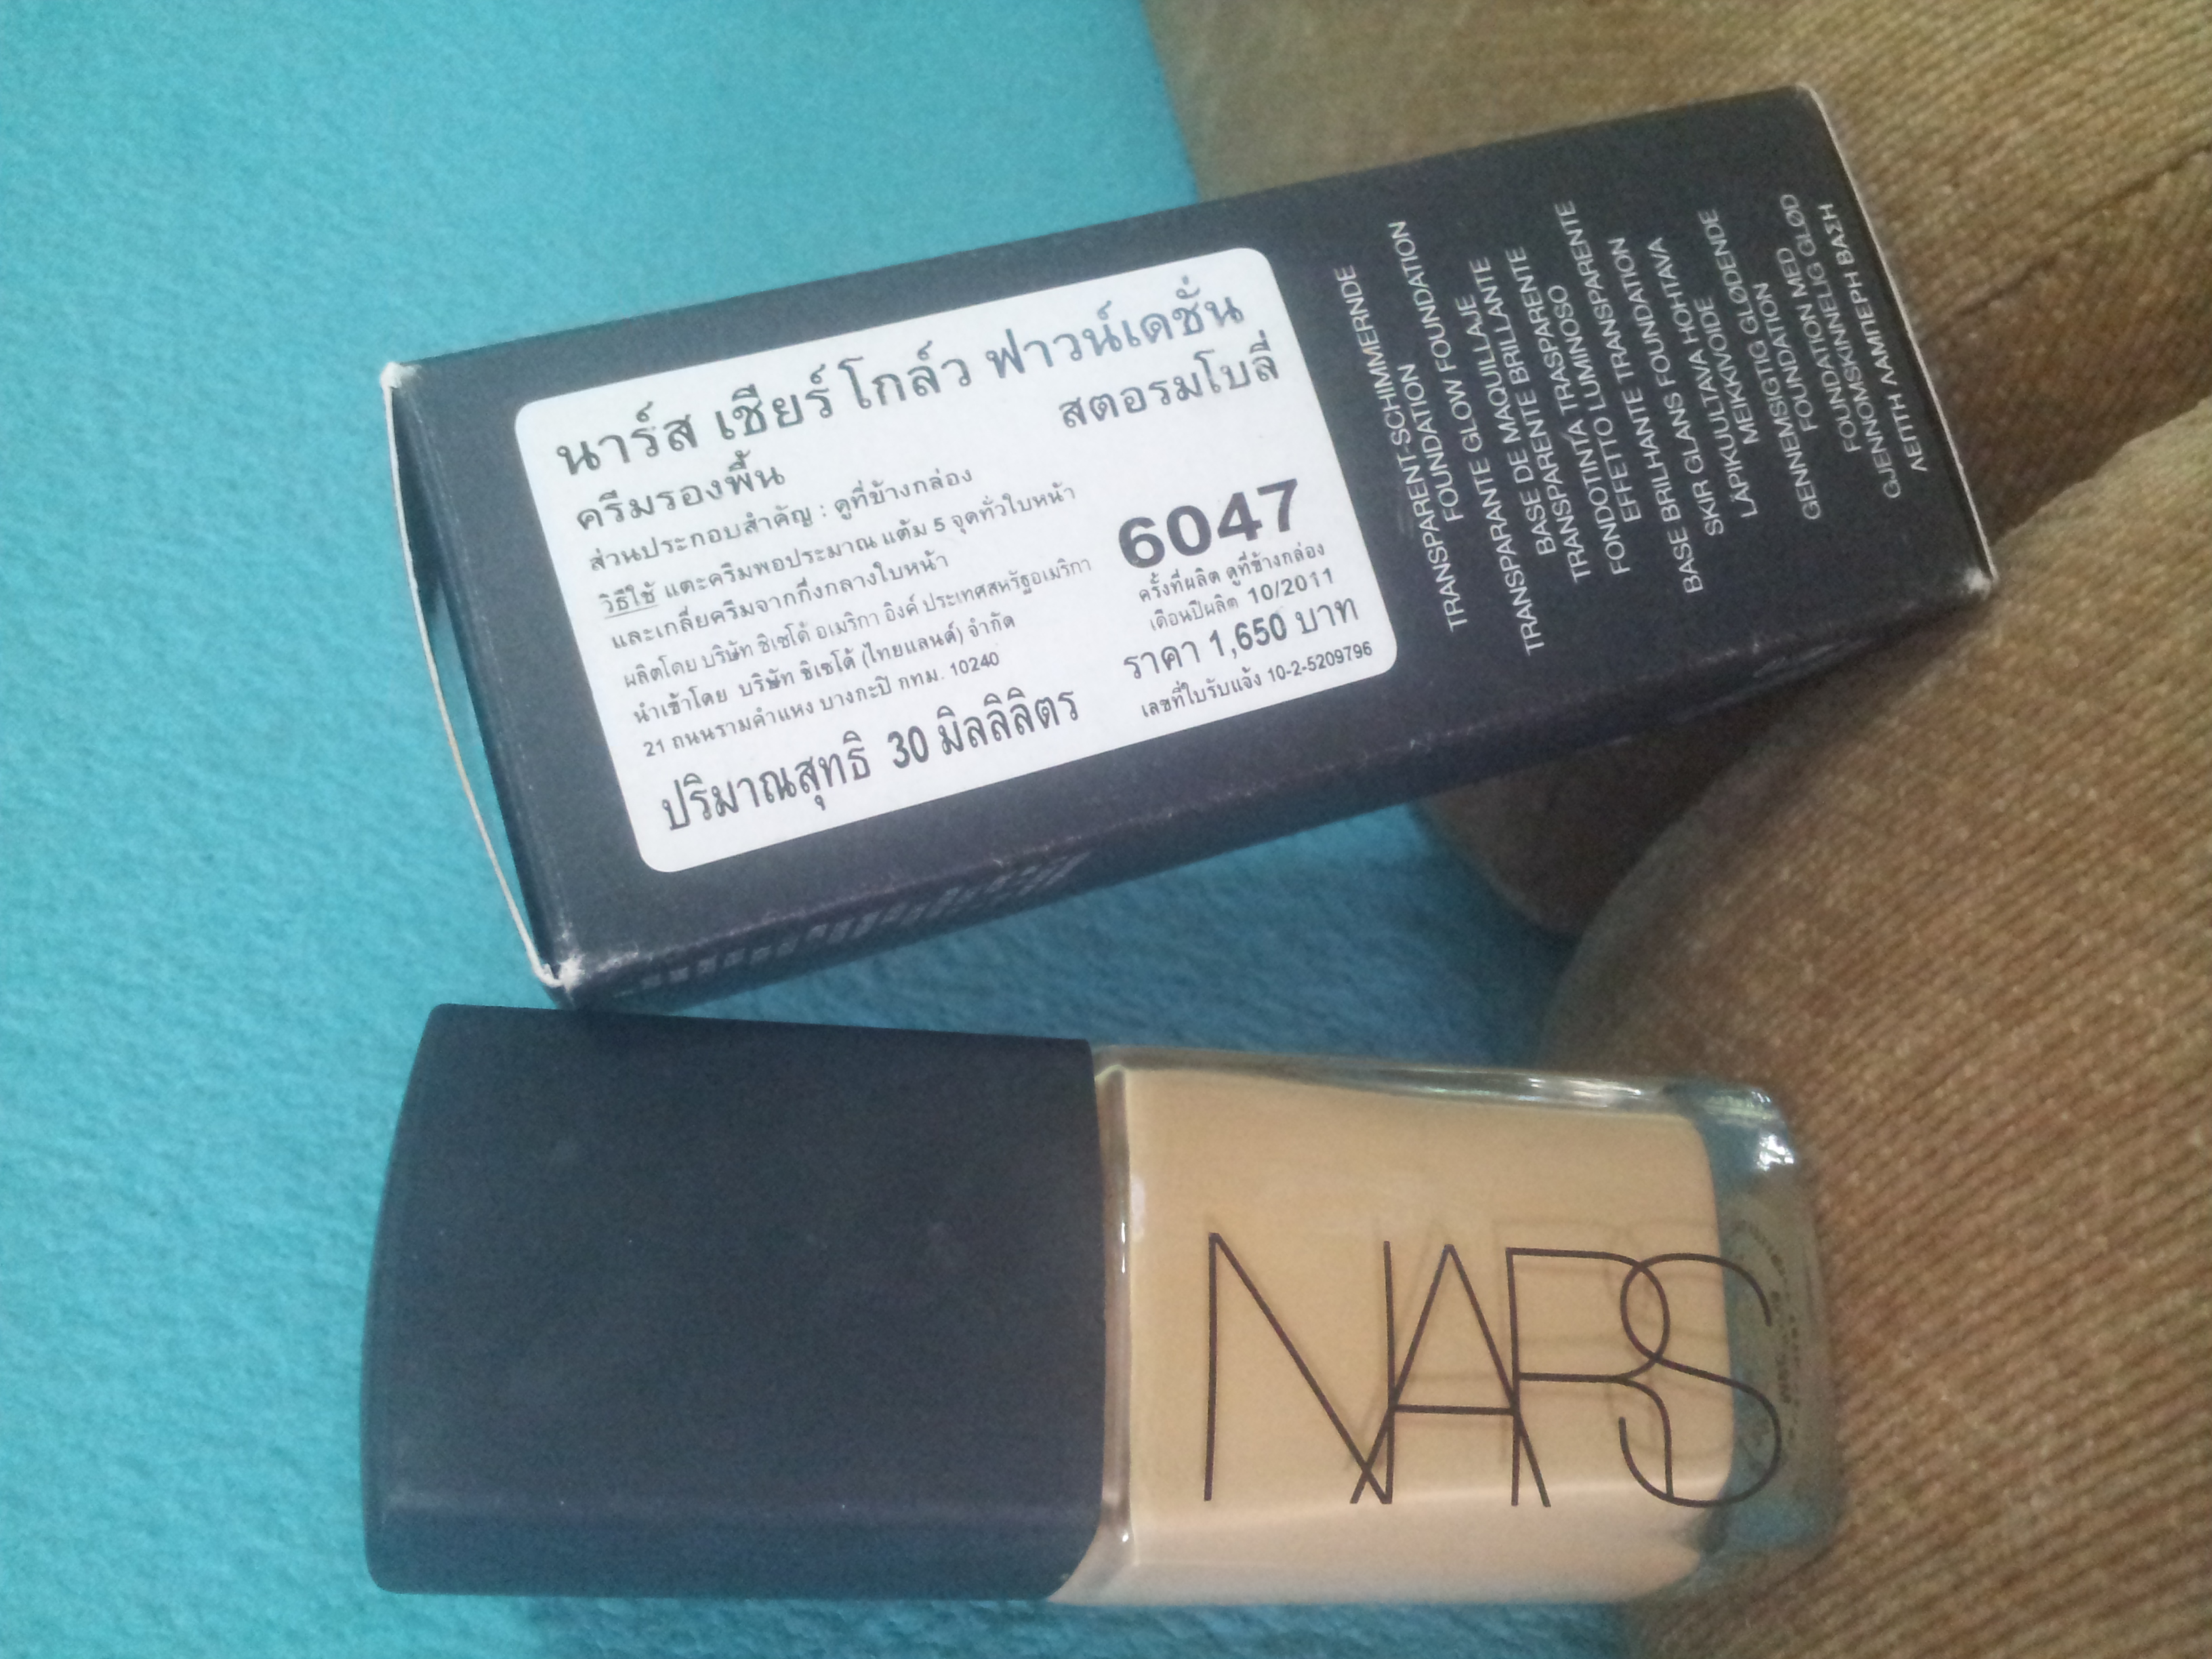 นาร์ส เชียร์ โกล์ว ฟาวน์เดชั่น
สตอรมโบลี่
ครีมรองพื้น
ส่วนประกอบสำคัญ : ดูที่ข้างกล่อง
วิธีใช้ แตะครีมพอประมาณ แต้ม 5 จุดทั่วใบหน้า
และเกลี่ยครีมจากกึ่งกลางใบหน้า
ผลิตโดย บริษัท ชิเชโด้ อเมริกา อิงค์ ประเทศสหรัฐอเมริกา
นำเข้าโดย บริษัท ชิเซโด้ (ไทยแลนด์) จำกัด
21 ถนนรามคำแหง บางกะปิ กทม. 10240
ปริมาณสุทธิ 30 มิลลิลิตร
6047
ครั้งที่ผลิต ดูที่ข้างกล่อง
เดือนปีผลิต 10/2011
ราคา 1,650 บาท
เลขที่ใบรับแจ้ง 10-2-5209796
TRANSPARENT-SCHIMMERNDE
FOUNDATION
TRANSPARANTE GLOW FOUNDATION
BASE DE MAQUILLAJE
TRANSPARENTE BRILLANTE
BASE TRANSPARENTE
TRANSPARENTE
FONDOTINTA TRASPARENTE
EFFETTO LUMINOSO
BASE BRILHANTE
SKIR GLANS FOUNDATION
LÄPIKUULTAVA HOHTAVA
MEIKKIVOIDE
GENNEMSIGTIG GLØDENDE
FOUNDATION
FOUNDATION MED
GJENNOMSKINNELIG GLØD
ΛΕΠΤΗ ΛΑΜΠΕΡΗ ΒΑΣΗ
NARS